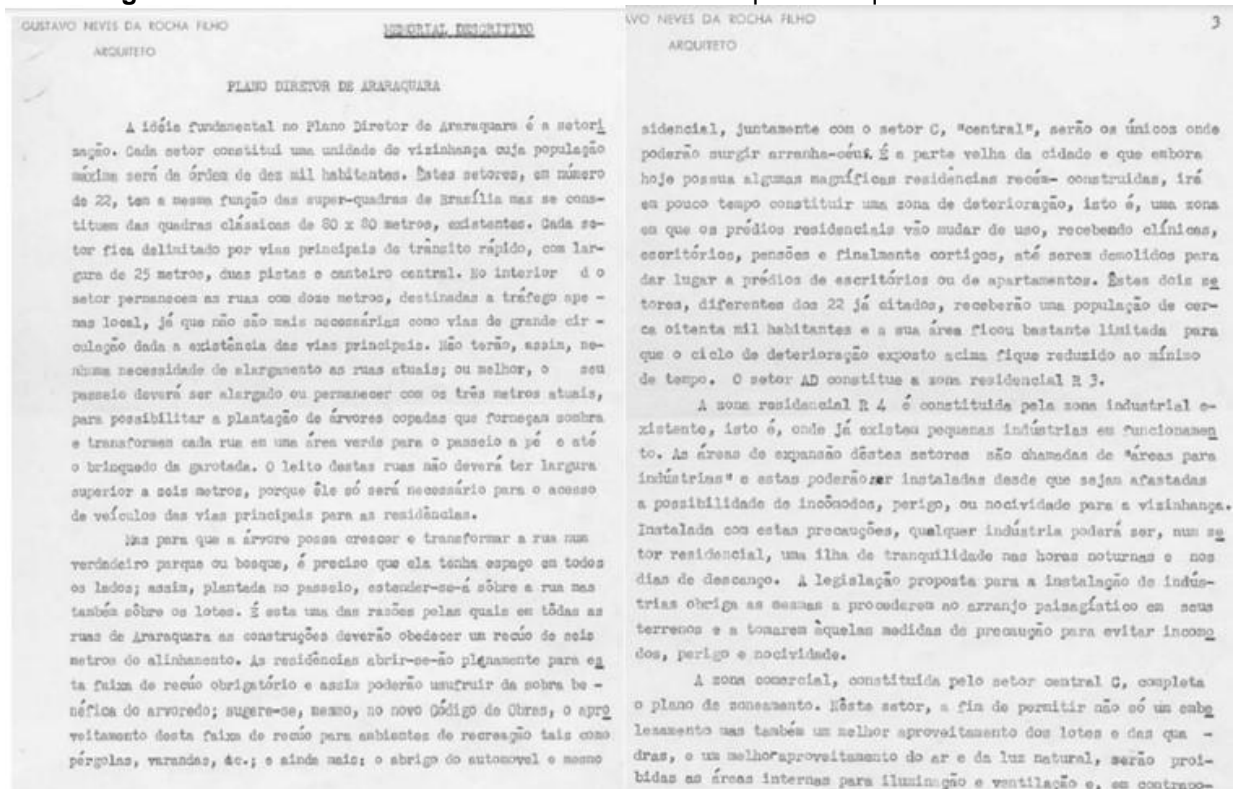 GUSTAVO NEVES DA ROCHA FILHO
ARQUITETO
MEMORIAL DESCRITIVO
PLANO DIRETOR DE ARARAQUARA
A idéia fundamental no Plano Diretor de Araraquara é a setori
zação. Cada setor constitui uma unidade de vizinhança cuja população
máxima será da órdem de dez mil habitantes. Êstes setores, em número
de 22, tem a mesma função das super-quadras de Brasília mas se cons-
tituem das quadras clássicas de 80 x 80 metros, existentes. Cada se-
tor fica delimitado por vias principais de trânsito rápido, com lar-
gura de 25 metros, duas pistas e canteiro central. No interior d o
setor permanecem as ruas com doze metros, destinadas a tráfego ape -
nas local, já que não são mais necessárias como vias de grande cir -
culação dada a existência das vias principais. Não terão, assim, ne-
nhuma necessidade de alargamento as ruas atuais; ou melhor, o seu
passeio deverá ser alargado ou permanecer com os três metros atuais,
para possibilitar a plantação de árvores copadas que forneçam sombra
e transformem cada rua em uma área verde para o passeio a pé e até
o brinquedo da garotada. O leito destas ruas não deverá ter largura
superior a seis metros, porque êle só será necessário para o acesso
de veículos das vias principais para as residências.
Mas para que a árvore possa crescer e transformar a rua num
verdadeiro parque ou bosque, é preciso que ela tenha espaço em todos
os lados; assim, plantada no passeio, estender-se-á sôbre a rua mas
também sôbre os lotes. É esta uma das razões pelas quais em tôdas as
ruas de Araraquara as construções deverão obedecer um recúo de seis
metros do alinhamento. As residências abrir-se-ão plenamente para es
ta faixa de recúo obrigatório e assim poderão usufruir da sobra be -
néfica do arvoredo; sugere-se, mesmo, no novo Código de Obras, o apro
veitamento desta faixa de recúo para ambientes de recreação tais como
pérgolas, varandas, &c.; e ainda mais: o abrigo do automovel e mesmo
VO NEVES DA ROCHA FILHO
3
ARQUITETO
sidencial, juntamente com o setor C, "central", serão os únicos onde
poderão surgir arranha-céus. É a parte velha da cidade e que embora
hoje possua algumas magníficas residências recém- construidas, irá
em pouco tempo constituir uma zona de deterioração, isto é, uma zona
em que os prédios residenciais vão mudar de uso, recebendo clínicas,
escritórios, pensões e finalmente cortiços, até serem demolidos para
dar lugar a prédios de escritórios ou de apartamentos. Êstes dois se
tores, diferentes dos 22 já citados, receberão uma população de cer-
ca oitenta mil habitantes e a sua área ficou bastante limitada para
que o ciclo de deterioração exposto acima fique reduzido ao mínimo
de tempo. O setor AD constitue a zona residencial R 3.
A zona residencial R 4 é constituida pela zona industrial e-
xistente, isto é, onde já existem pequenas indústrias em funcionamen
to. As áreas de expansão dêstes setores são chamadas de "áreas para
indústrias" e estas poderão ser instaladas desde que sejam afastadas
a possibilidade de incômodos, perigo, ou nocividade para a vizinhança.
Instalada com estas precauções, qualquer indústria poderá ser, num se
tor residencial, uma ilha de tranquilidade nas horas noturnas e nos
dias de descanço. A legislação proposta para a instalação de indús-
trias obriga as mesmas a procederem ao arranjo paisagístico em seus
terrenos e a tomarem àquelas medidas de precaução para evitar incomo
dos, perigo e nocividade.
A zona comercial, constituída pelo setor central C, completa
o plano de zoneamento. Nêste setor, a fim de permitir não só um embe
lezamento mas também um melhor aproveitamento dos lotes e das qua -
dras, e um melhor aproveitamento do ar e da luz natural, serão proi-
bidas as áreas internas para iluminação e ventilação e, em contrapo-